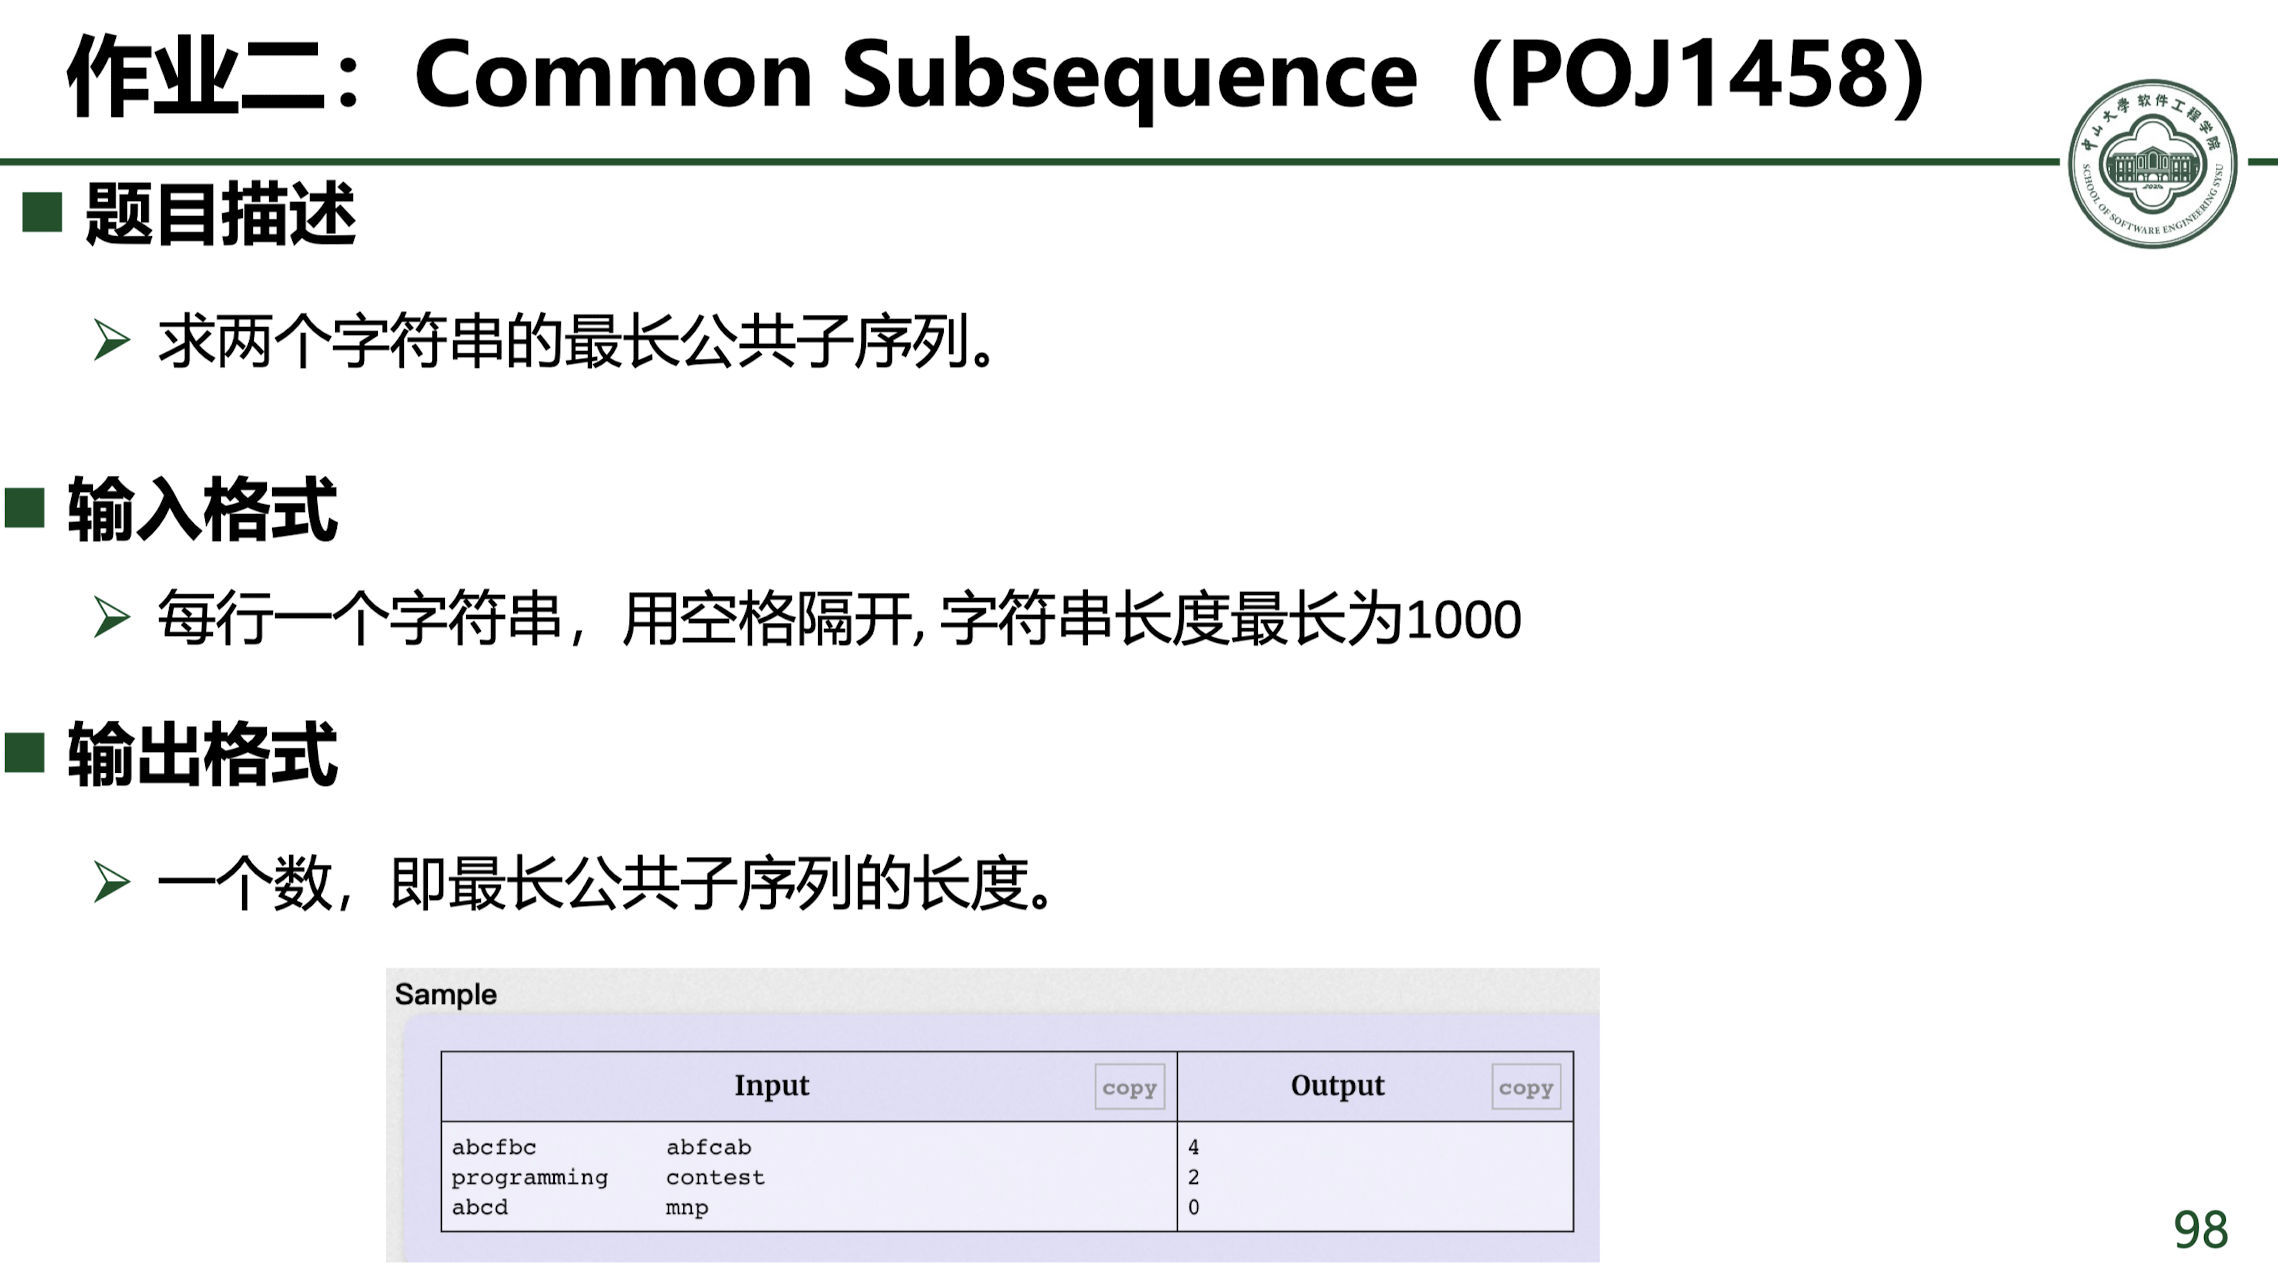 作业二：Common Subsequence（POJ1458）
中山大学软件工程学院
SCHOOL OF SOFTWARE ENGINEERING SYSU
题目描述
求两个字符串的最长公共子序列。
输入格式
每行一个字符串，用空格隔开, 字符串长度最长为1000
输出格式
一个数，即最长公共子序列的长度。
Sample
Input copy Output copy
abcfbc abfcab 4
programming contest 2
abcd mnp 0
98